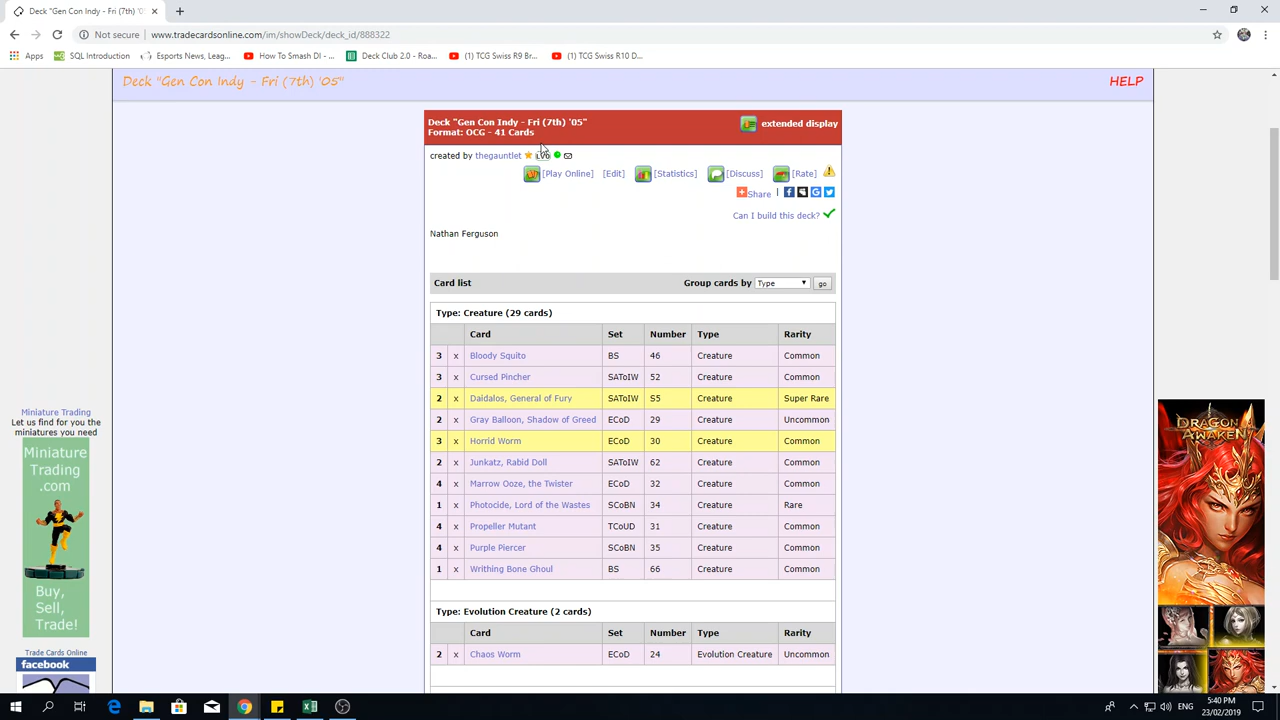 Deck "Gen Con Indy - Fri (7th) '05"
Not secure | www.tradecardsonline.com/im/showDeck/deck_id/888322
Apps SQL Introduction Esports News, Leag... How To Smash DI -... Deck Club 2.0 - Roa... (1) TCG Swiss R9 Br... (1) TCG Swiss R10 D...
Deck "Gen Con Indy - Fri (7th) '05"
HELP
Deck "Gen Con Indy - Fri (7th) '05"
Format: OCG - 41 Cards
extended display
created by thegauntlet
[Play Online] [Edit] [Statistics] [Discuss] [Rate]
Share |
Can I build this deck?
Nathan Ferguson
Card list Group cards by Type go
Type: Creature (29 cards)
Card Set Number Type Rarity
3 x Bloody Squito BS 46 Creature Common
3 x Cursed Pincher SAToIW 52 Creature Common
2 x Daidalos, General of Fury SAToIW S5 Creature Super Rare
2 x Gray Balloon, Shadow of Greed ECoD 29 Creature Uncommon
3 x Horrid Worm ECoD 30 Creature Common
2 x Junkatz, Rabid Doll SAToIW 62 Creature Common
4 x Marrow Ooze, the Twister ECoD 32 Creature Common
1 x Photocide, Lord of the Wastes SCoBN 34 Creature Rare
4 x Propeller Mutant TCoUD 31 Creature Common
4 x Purple Piercer SCoBN 35 Creature Common
1 x Writhing Bone Ghoul BS 66 Creature Common
Type: Evolution Creature (2 cards)
Card Set Number Type Rarity
2 x Chaos Worm ECoD 24 Evolution Creature Uncommon
Miniature Trading
Let us find for you the
miniatures you need
Miniature
Trading
.com
Buy,
Sell,
Trade!
Trade Cards Online
facebook
DRAGON
AWAKEN
ENG
5:40 PM
23/02/2019